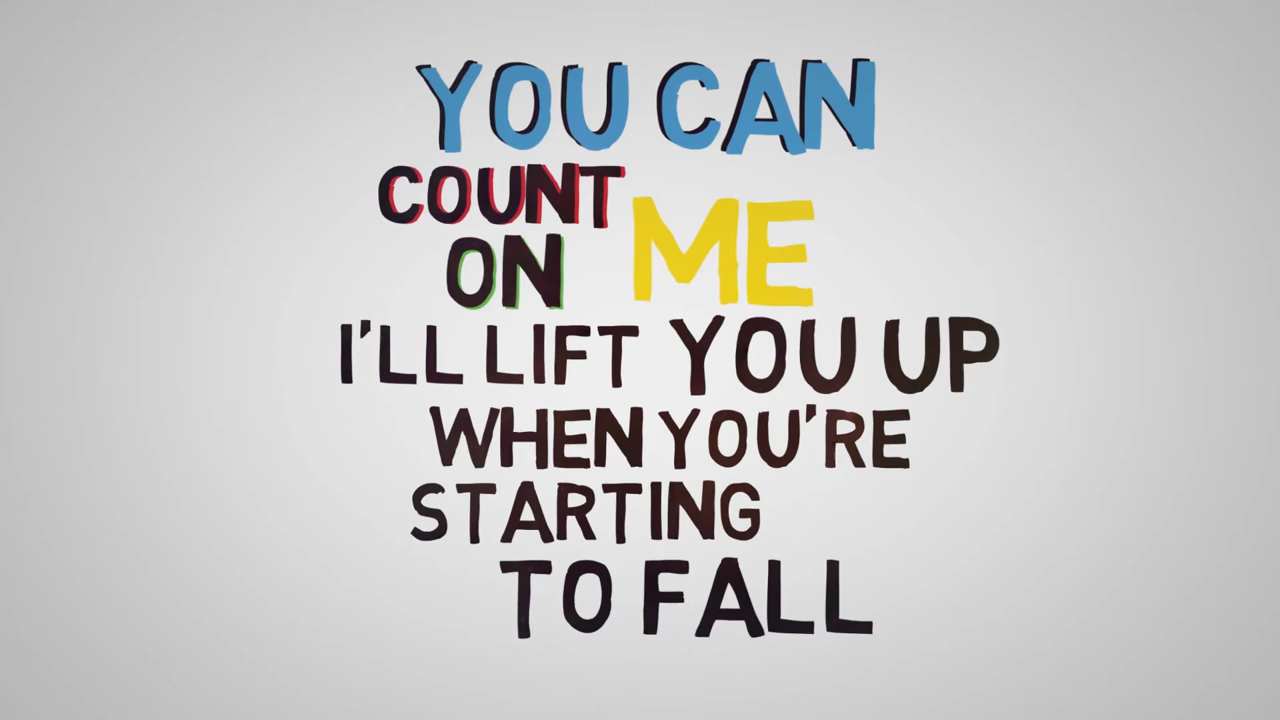 YOU CAN
COUNT
ON ME
I'LL LIFT YOU UP
WHEN YOU'RE
STARTING
TO FALL